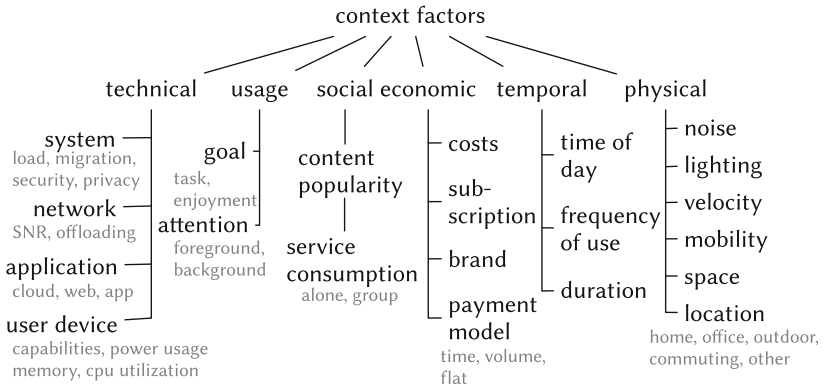 context factors
technical
usage
social
economic
temporal
physical
system
load, migration,
security, privacy
network
SNR, offloading
application
cloud, web, app
user device
capabilities, power usage
memory, cpu utilization
goal
task,
enjoyment
attention
foreground,
background
content
popularity
service
consumption
alone, group
costs
sub-
scription
brand
payment
model
time, volume,
flat
time of
day
frequency
of use
duration
noise
lighting
velocity
mobility
space
location
home, office, outdoor,
commuting, other